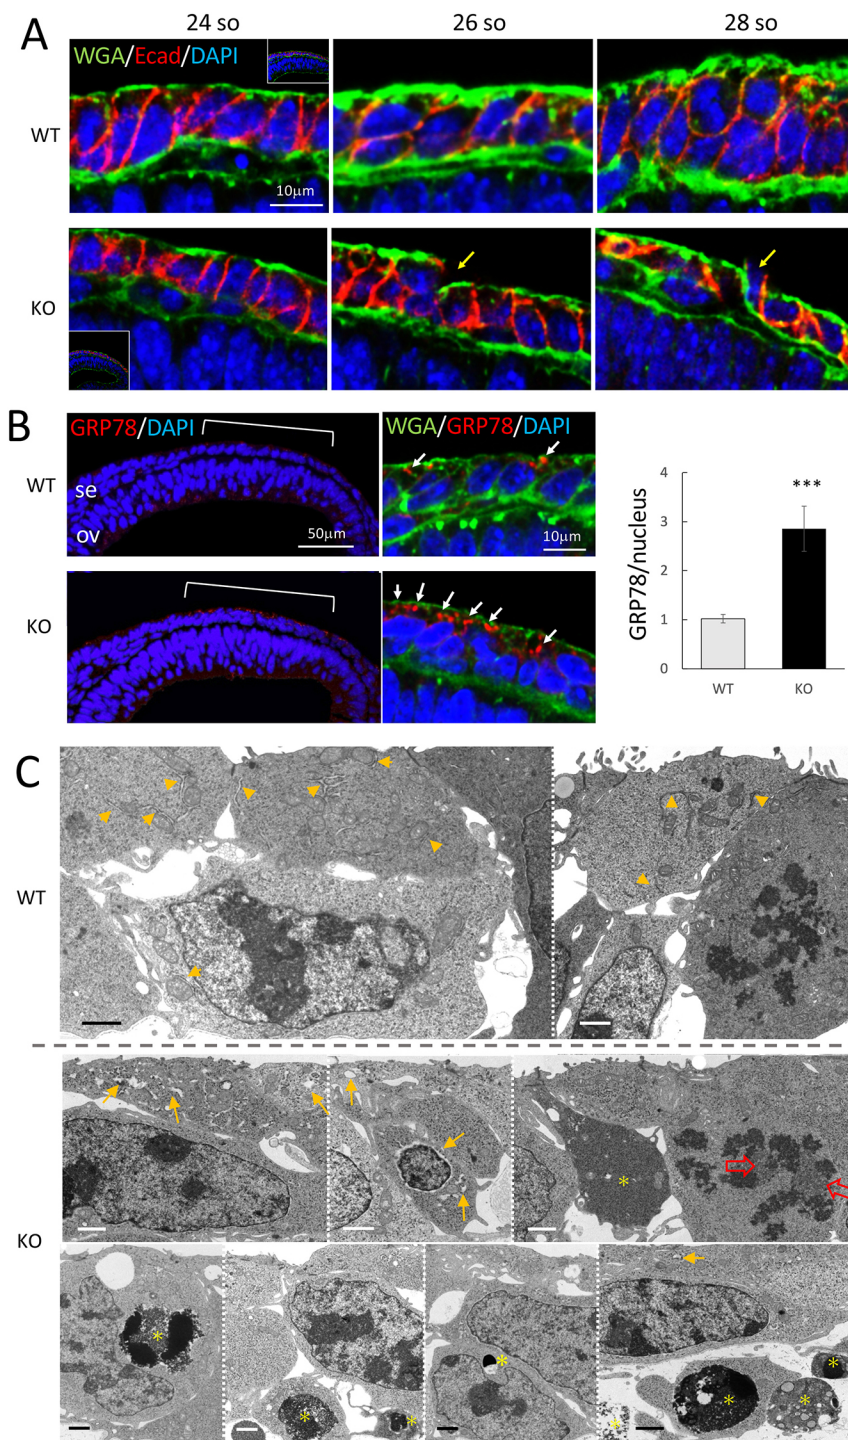 A
24 so
26 so
28 so
WGA/Ecad/DAPI
WT
10μm
KO
B
GRP78/DAPI
WGA/GRP78/DAPI
WT
se
ov
50μm
10μm
KO
GRP78/nucleus
4
3
2
1
0
***
WT
KO
C
WT
KO